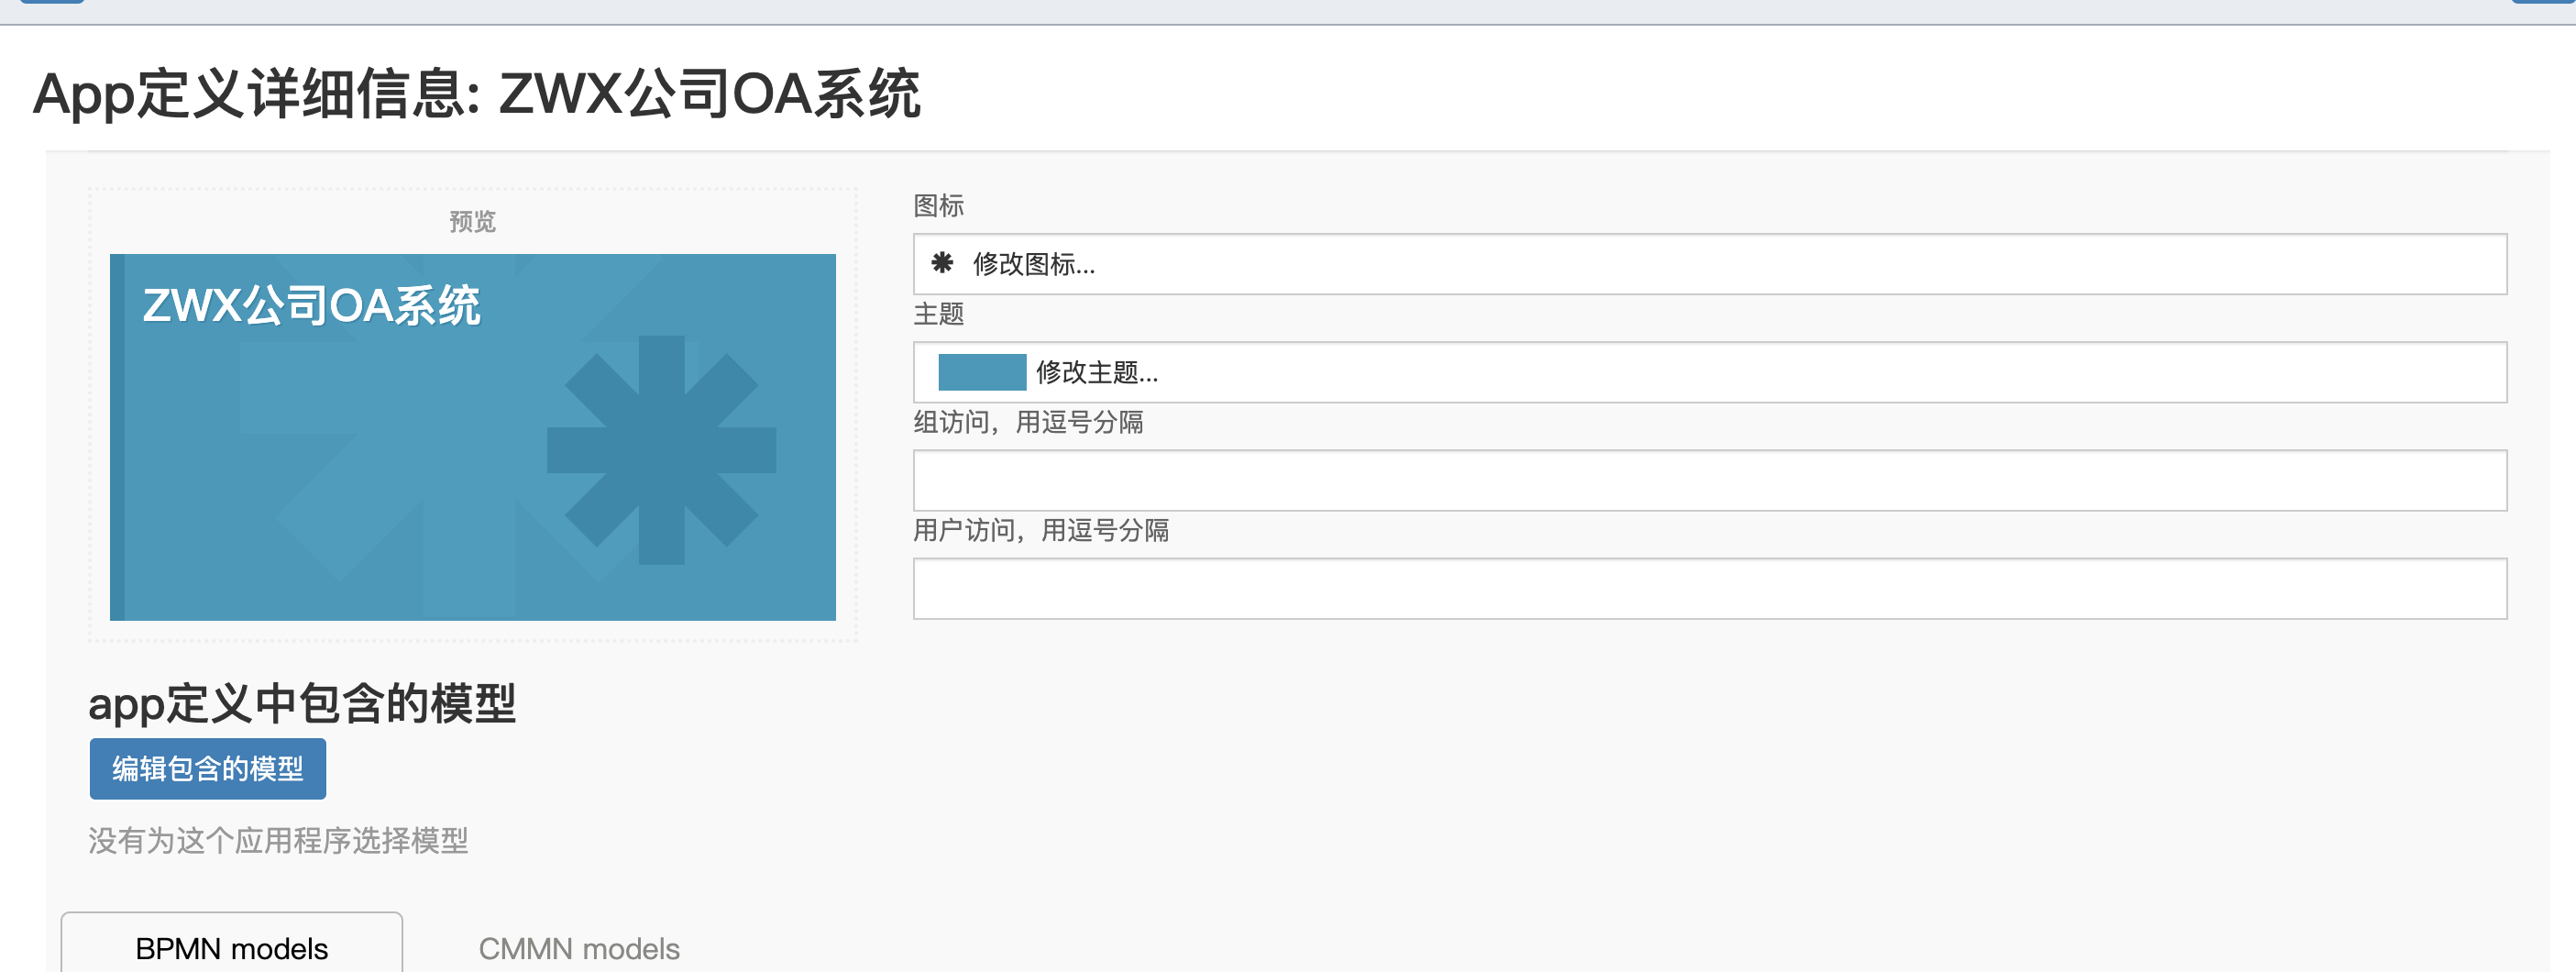 App定义详细信息: ZWX公司OA系统
预览
ZWX公司OA系统
图标
修改图标...
主题
修改主题...
组访问，用逗号分隔
用户访问，用逗号分隔
app定义中包含的模型
编辑包含的模型
没有为这个应用程序选择模型
BPMN models
CMMN models